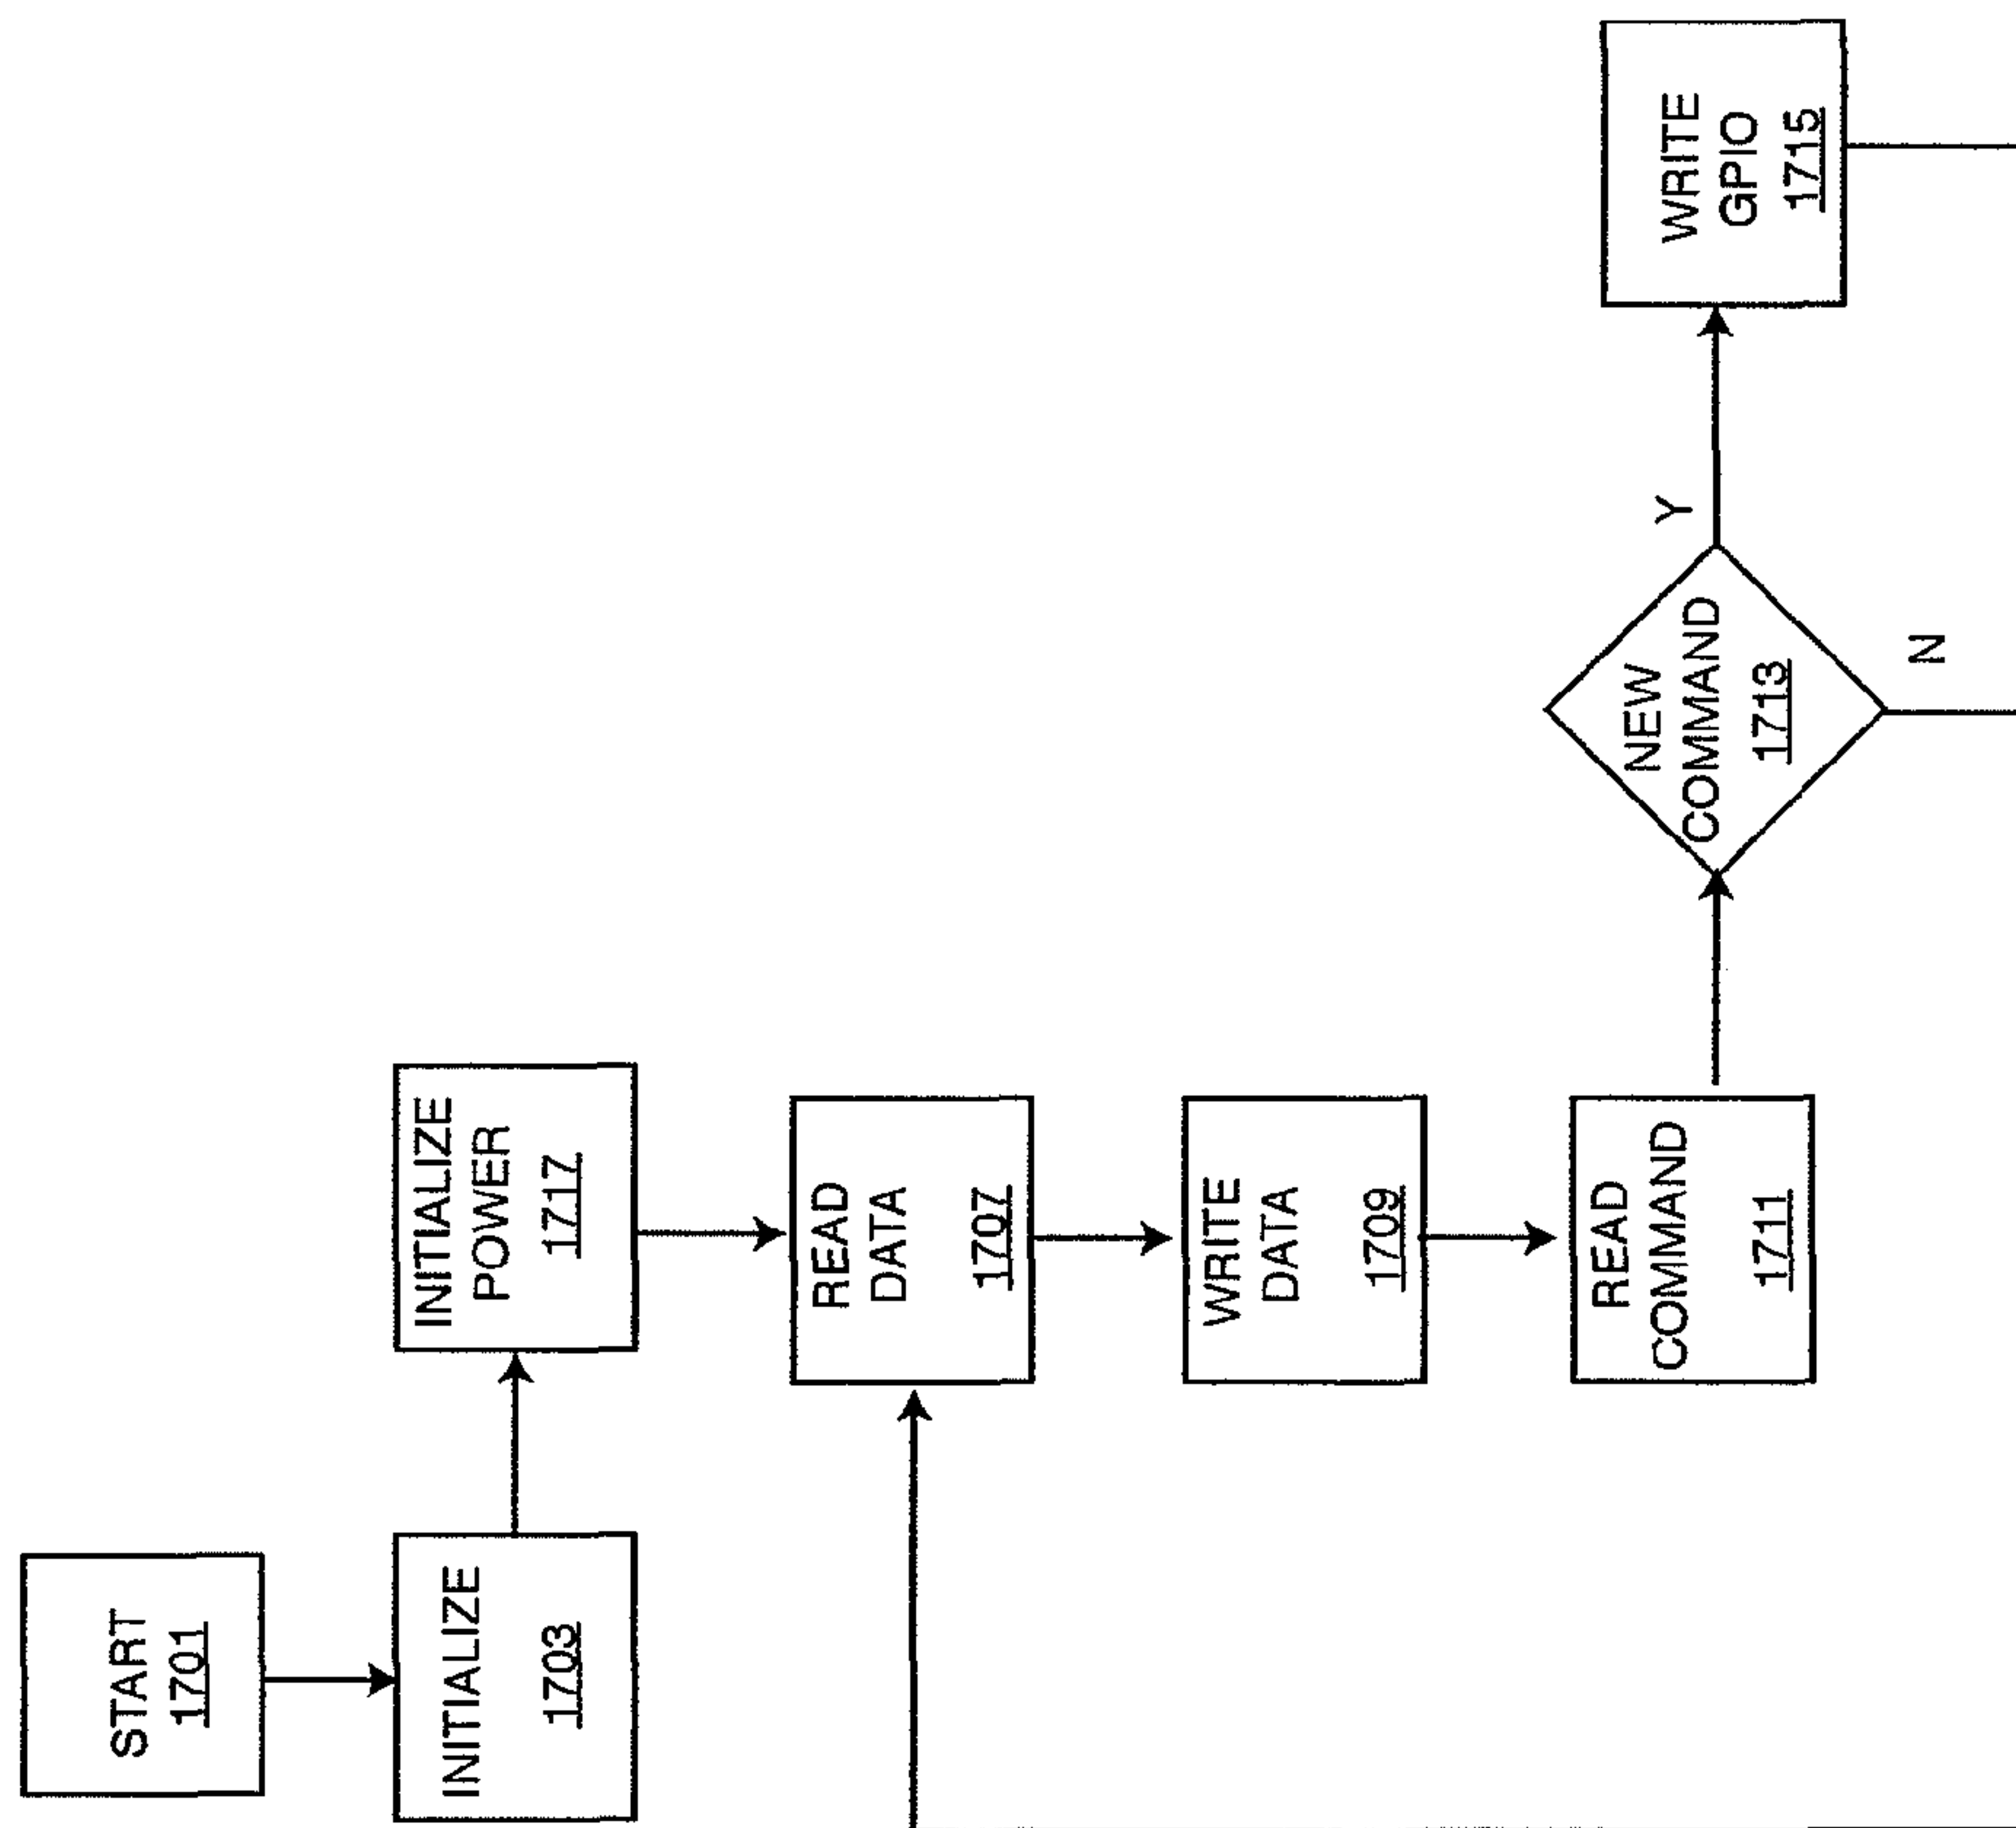 START
1701
INITIALIZE
1703
INITIALIZE
POWER
1717
READ
DATA
1707
WRITE
DATA
1709
READ
COMMAND
1711
NEW
COMMAND
1713
Y
N
WRITE
GPIO
1715